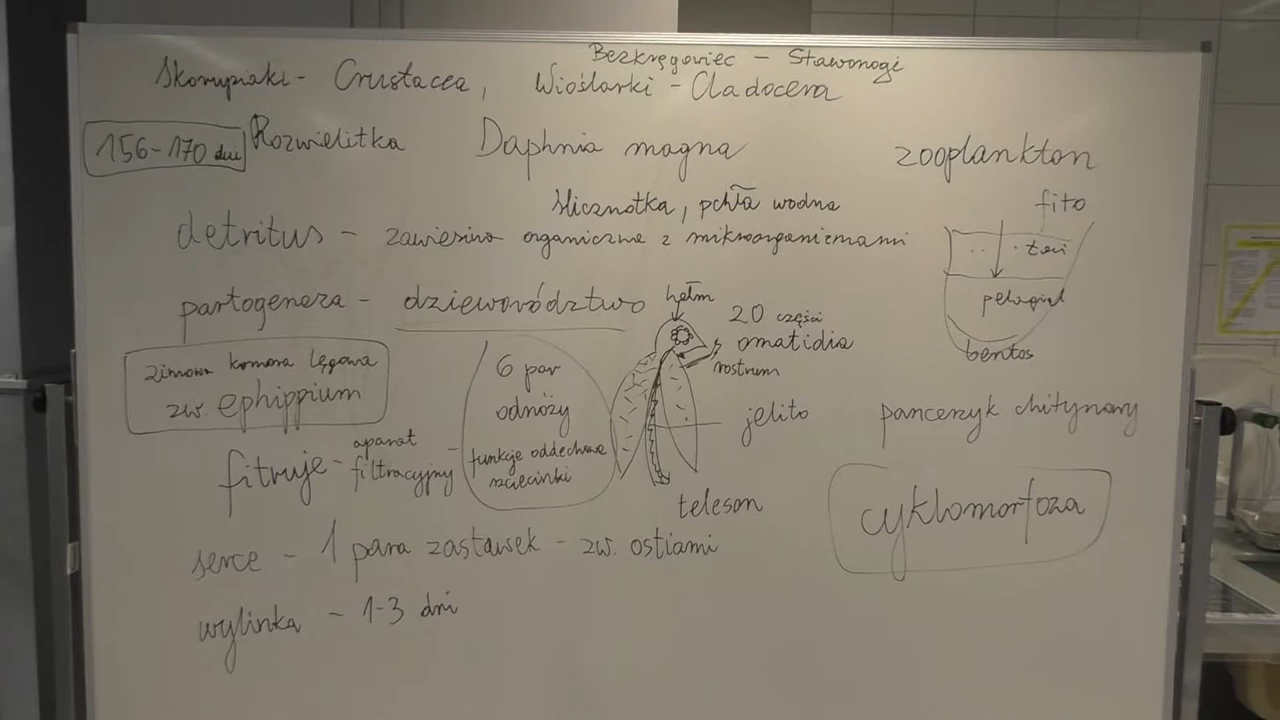 Bezkręgowiec - Stawonogi
Skorupiaki - Crustacea, Wioślarki - Cladocera
156-170 dni Rozwielitka Daphnia magna zooplankton
slicznotka, pchła wodna fito
detritus - zawiesina organiczna z mikroorganizmami toń
pelagial
bentos
partogeneza - dzieworództwo
hełm
20 części
omatidia
rostrum
zimowa komora lęgowa
zw. ephippium
6 par
odnóży
funkcje oddechowe
szczecinki
jelito
pancerzyk chitynowy
fitruje - aparat
filtracyjny -
teleson
cyklomorfoza
serce - 1 para zastawek - zw. ostiami
wylinka - 1-3 dni